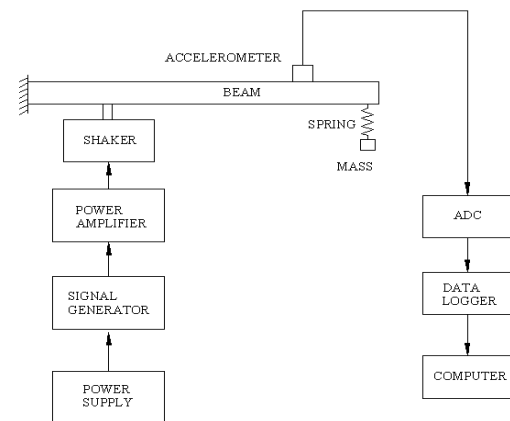 ACCELEROMETER
BEAM
SPRING
SHAKER
MASS
POWER
AMPLIFIER
ADC
SIGNAL
GENERATOR
DATA
LOGGER
POWER
SUPPLY
COMPUTER